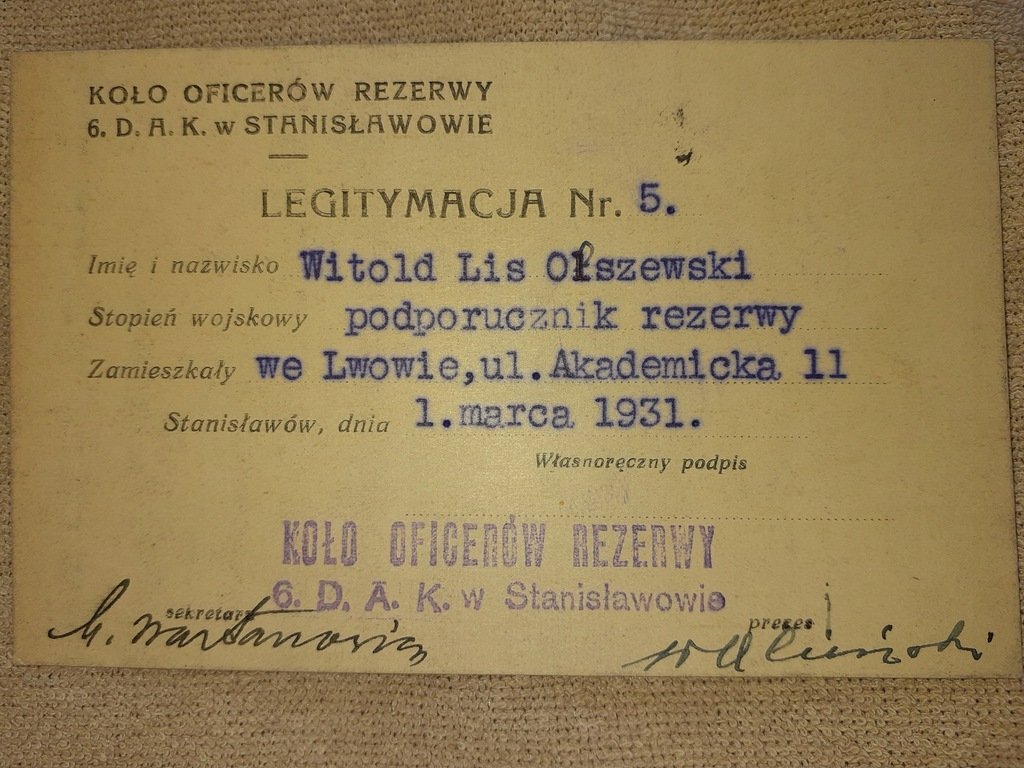 KOŁO OFICERÓW REZERWY
6. D. A. K. w STANISŁAWOWIE
LEGITYMACJA Nr. 5.
Imię i nazwisko Witold Lis Olszewski
Stopień wojskowy podporucznik rezerwy
Zamieszkały we Lwowie,ul.Akademicka 11
Stanisławów, dnia 1.marca 1931.
Własnoręczny podpis
KOŁO OFICERÓW REZERWY
6. D. A. K. w Stanisławowie
sekretarz
prezes